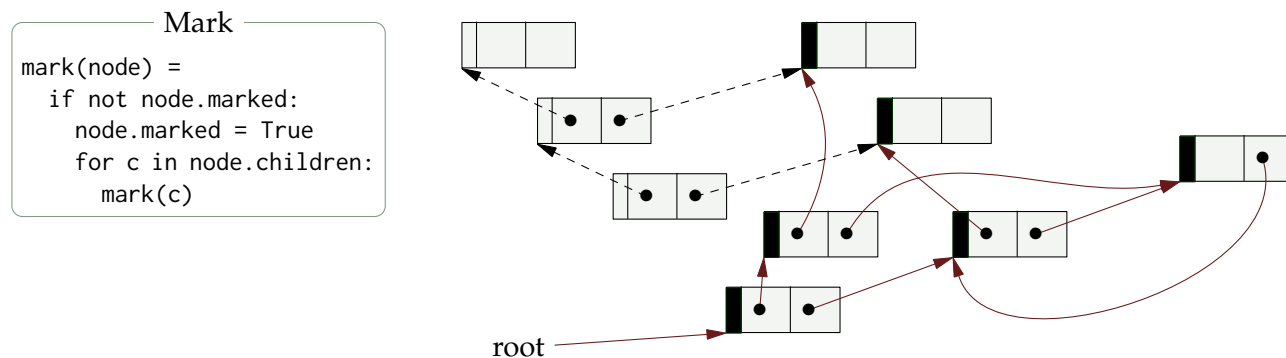 Mark
mark(node) =
if not node.marked:
node.marked = True
for c in node.children:
mark(c)
root